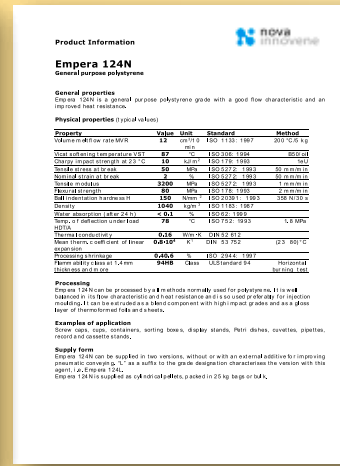 nova
innovene
Product Information
Empera 124N
General purpose polystyrene
General properties
Empera 124N is a general purpose polystyrene grade with a good flow characteristic and an
improved heat resistance.
Physical properties (typical values)
Property Value Unit Standard Method
Volume melt flow rate MVR 12 cm³/10 min ISO 1133: 1997 200 °C/5 kg
Vicat softening temperature VST 87 °C ISO 306: 1994 B50/oil
Charpy impact strength at 23 °C 10 kJ/m² ISO 179: 1993 1eU
Tensile stress at break 50 MPa ISO 527 2: 1993 50 mm/min
Nominal strain at break 2 % ISO 527 2: 1993 50 mm/min
Tensile modulus 3200 MPa ISO 527 2: 1993 1 mm/min
Flexural strength 80 MPa ISO 178: 1993 2 mm/min
Ball indentation hardness H 150 N/mm² ISO 2039 1: 1993 358 N/30 s
Density 1040 kg/m³ ISO 1183: 1987
Water absorption (after 24 h) < 0,1 % ISO 62: 1999
Temp. of deflection under load HDTIA 78 °C ISO 752: 1993 1,8 MPa
Thermal conductivity 0,16 W/m·K DIN 52 612
Mean therm. coefficient of linear
expansion 0,8·10⁴ K¹ DIN 53 752 (23 80)°C
Processing shrinkage 0,40,6 % ISO 2944: 1997
Flammability class at 1,4 mm
thickness and more 94HB Class ULStandard 94 Horizontal
burning test
Processing
Empera 124N can be processed by all methods normally used for polystyrene. It is well
balanced in its flow characteristic and heat resistance and is so used preferably for injection
moulding. It can be extruded as a blend component with high impact grades and as a gloss
layer of thermoformed foils and sheets.
Examples of application
Screw caps, cups, containers, sorting boxes, display stands, Petri dishes, cuvettes, pipettes,
record and cassette stands.
Supply form
Empera 124N can be supplied in two versions, without or with an external additive for improving
pneumatic conveying. "L" as a suffix to the grade designation characterises the version with this
agent, i.e. Empera 124L.
Empera 124N is supplied as cylindrical pellets, packed in 25 kg bags or bulk.